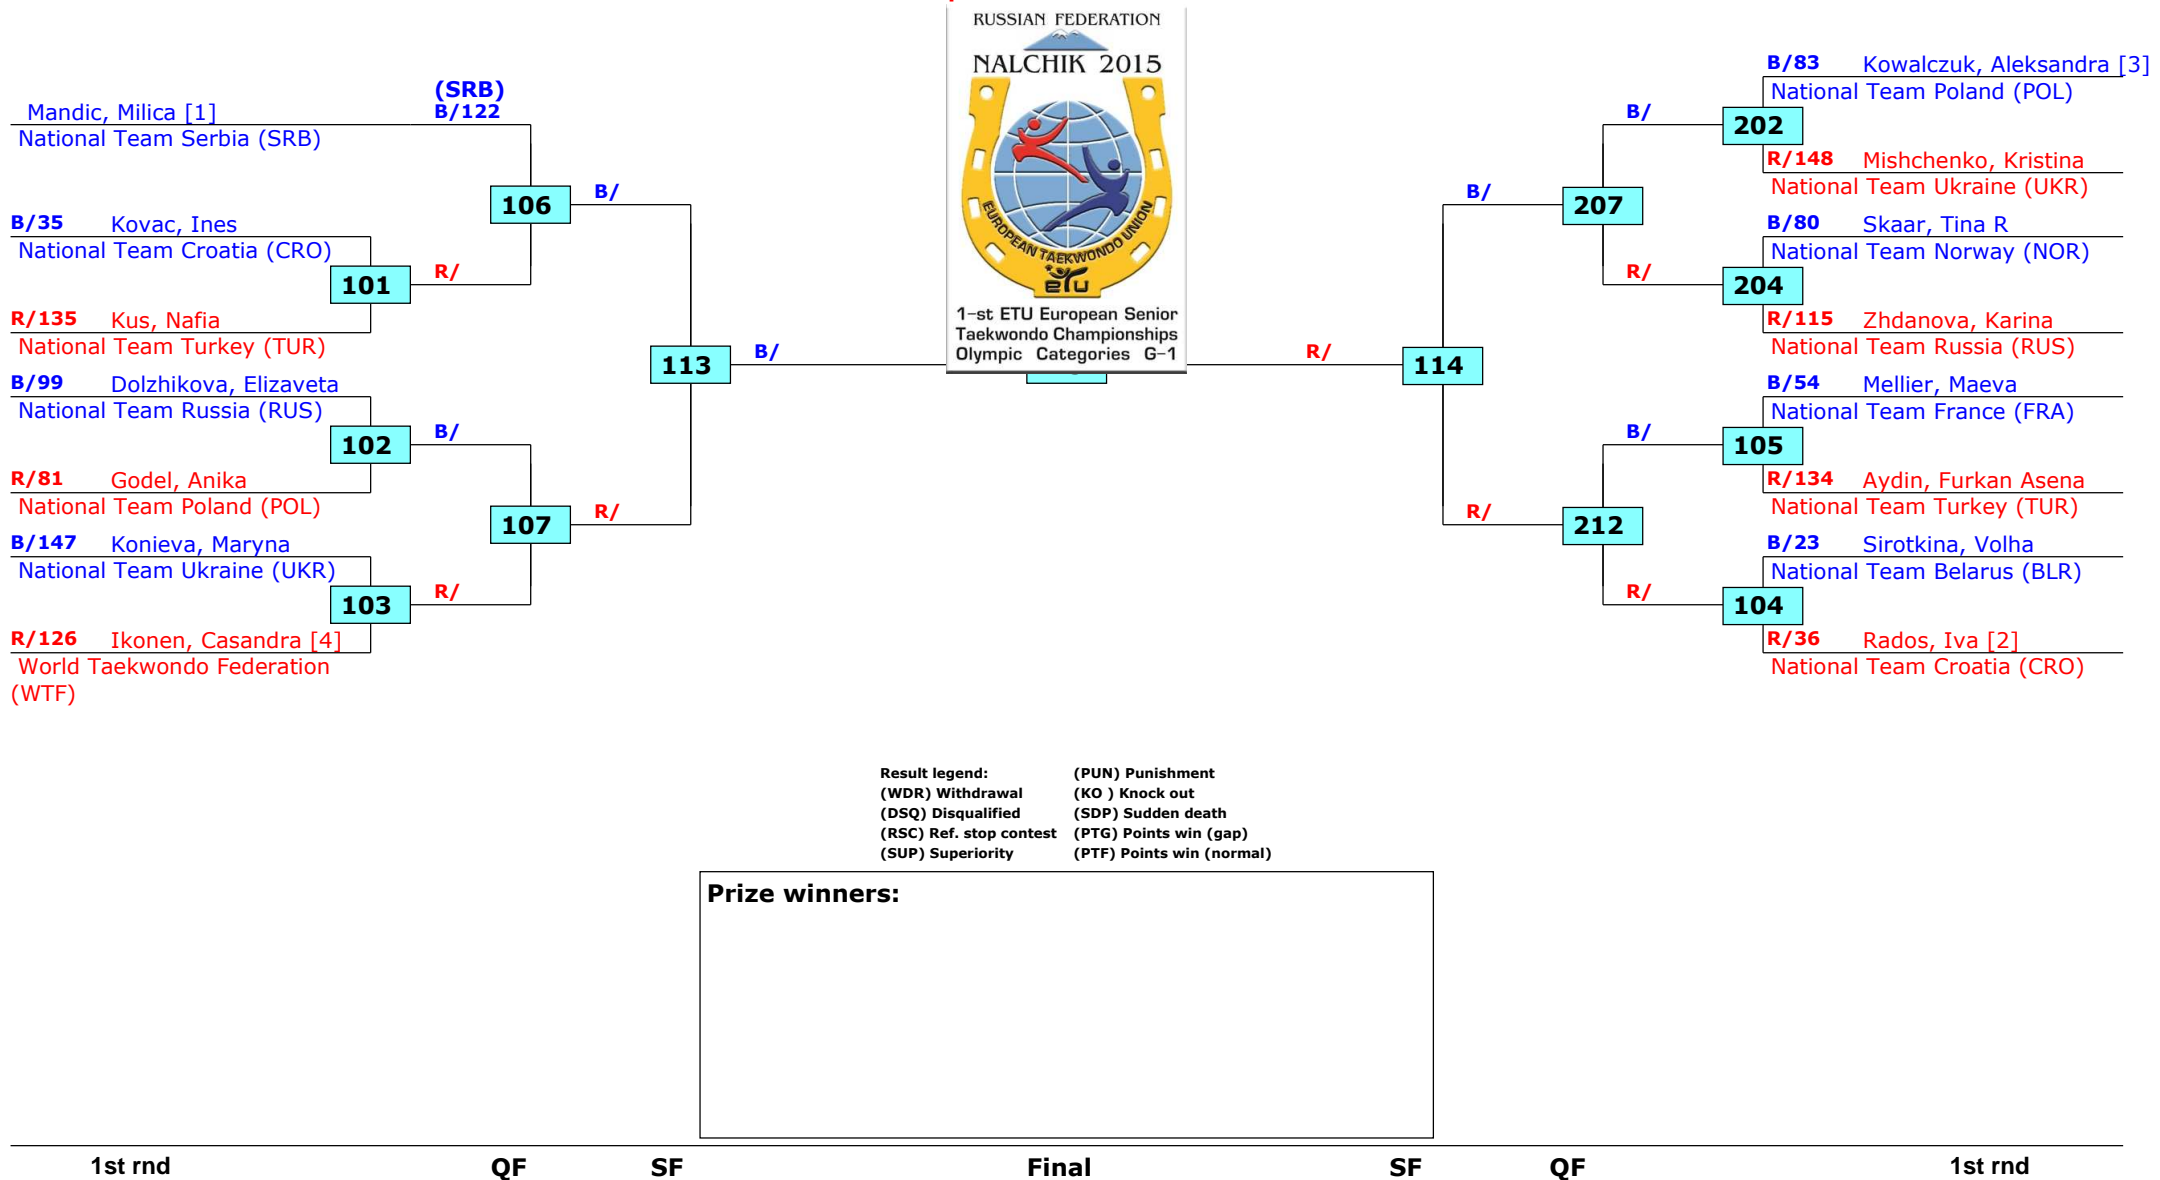 RUSSIAN FEDERATION
NALCHIK 2015
EUROPEAN TAEKWONDO UNION
etu
1-st ETU European Senior
Taekwondo Championships
Olympic Categories G-1
(SRB)
Mandic, Milica [1]
B/122
National Team Serbia (SRB)
106
B/
B/35 Kovac, Ines
National Team Croatia (CRO)
101
R/
R/135 Kus, Nafia
National Team Turkey (TUR)
113
B/
B/99 Dolzhikova, Elizaveta
National Team Russia (RUS)
102
B/
R/81 Godel, Anika
National Team Poland (POL)
107
R/
B/147 Konieva, Maryna
National Team Ukraine (UKR)
103
R/
R/126 Ikonen, Casandra [4]
World Taekwondo Federation
(WTF)
B/83 Kowalczuk, Aleksandra [3]
National Team Poland (POL)
B/
202
R/148 Mishchenko, Kristina
National Team Ukraine (UKR)
B/
207
B/80 Skaar, Tina R
National Team Norway (NOR)
R/
204
R/115 Zhdanova, Karina
National Team Russia (RUS)
R/
114
B/54 Mellier, Maeva
National Team France (FRA)
B/
105
R/134 Aydin, Furkan Asena
National Team Turkey (TUR)
R/
212
B/23 Sirotkina, Volha
National Team Belarus (BLR)
R/
104
R/36 Rados, Iva [2]
National Team Croatia (CRO)
Result legend: (PUN) Punishment
(WDR) Withdrawal (KO ) Knock out
(DSQ) Disqualified (SDP) Sudden death
(RSC) Ref. stop contest (PTG) Points win (gap)
(SUP) Superiority (PTF) Points win (normal)
Prize winners:
1st rnd QF SF Final SF QF 1st rnd